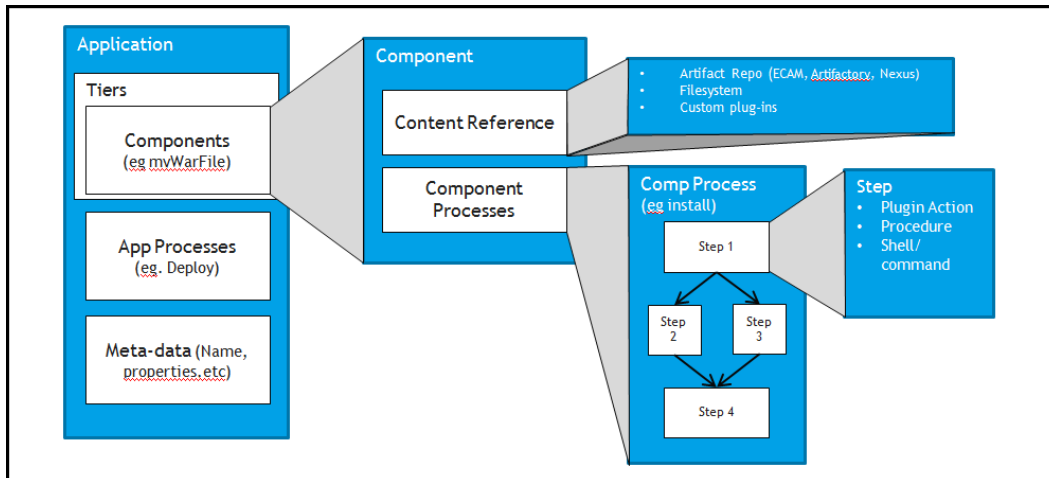 Application
Tiers
Components
(eg mvWarFile)
App Processes
(eg. Deploy)
Meta-data (Name,
properties.etc)
Component
Content Reference
Component
Processes
• Artifact Repo (ECAM, Artifactory, Nexus)
• Filesystem
• Custom plug-ins
Comp Process
(eg install)
Step 1
Step
2
Step
3
Step 4
Step
• Plugin Action
• Procedure
• Shell/
command